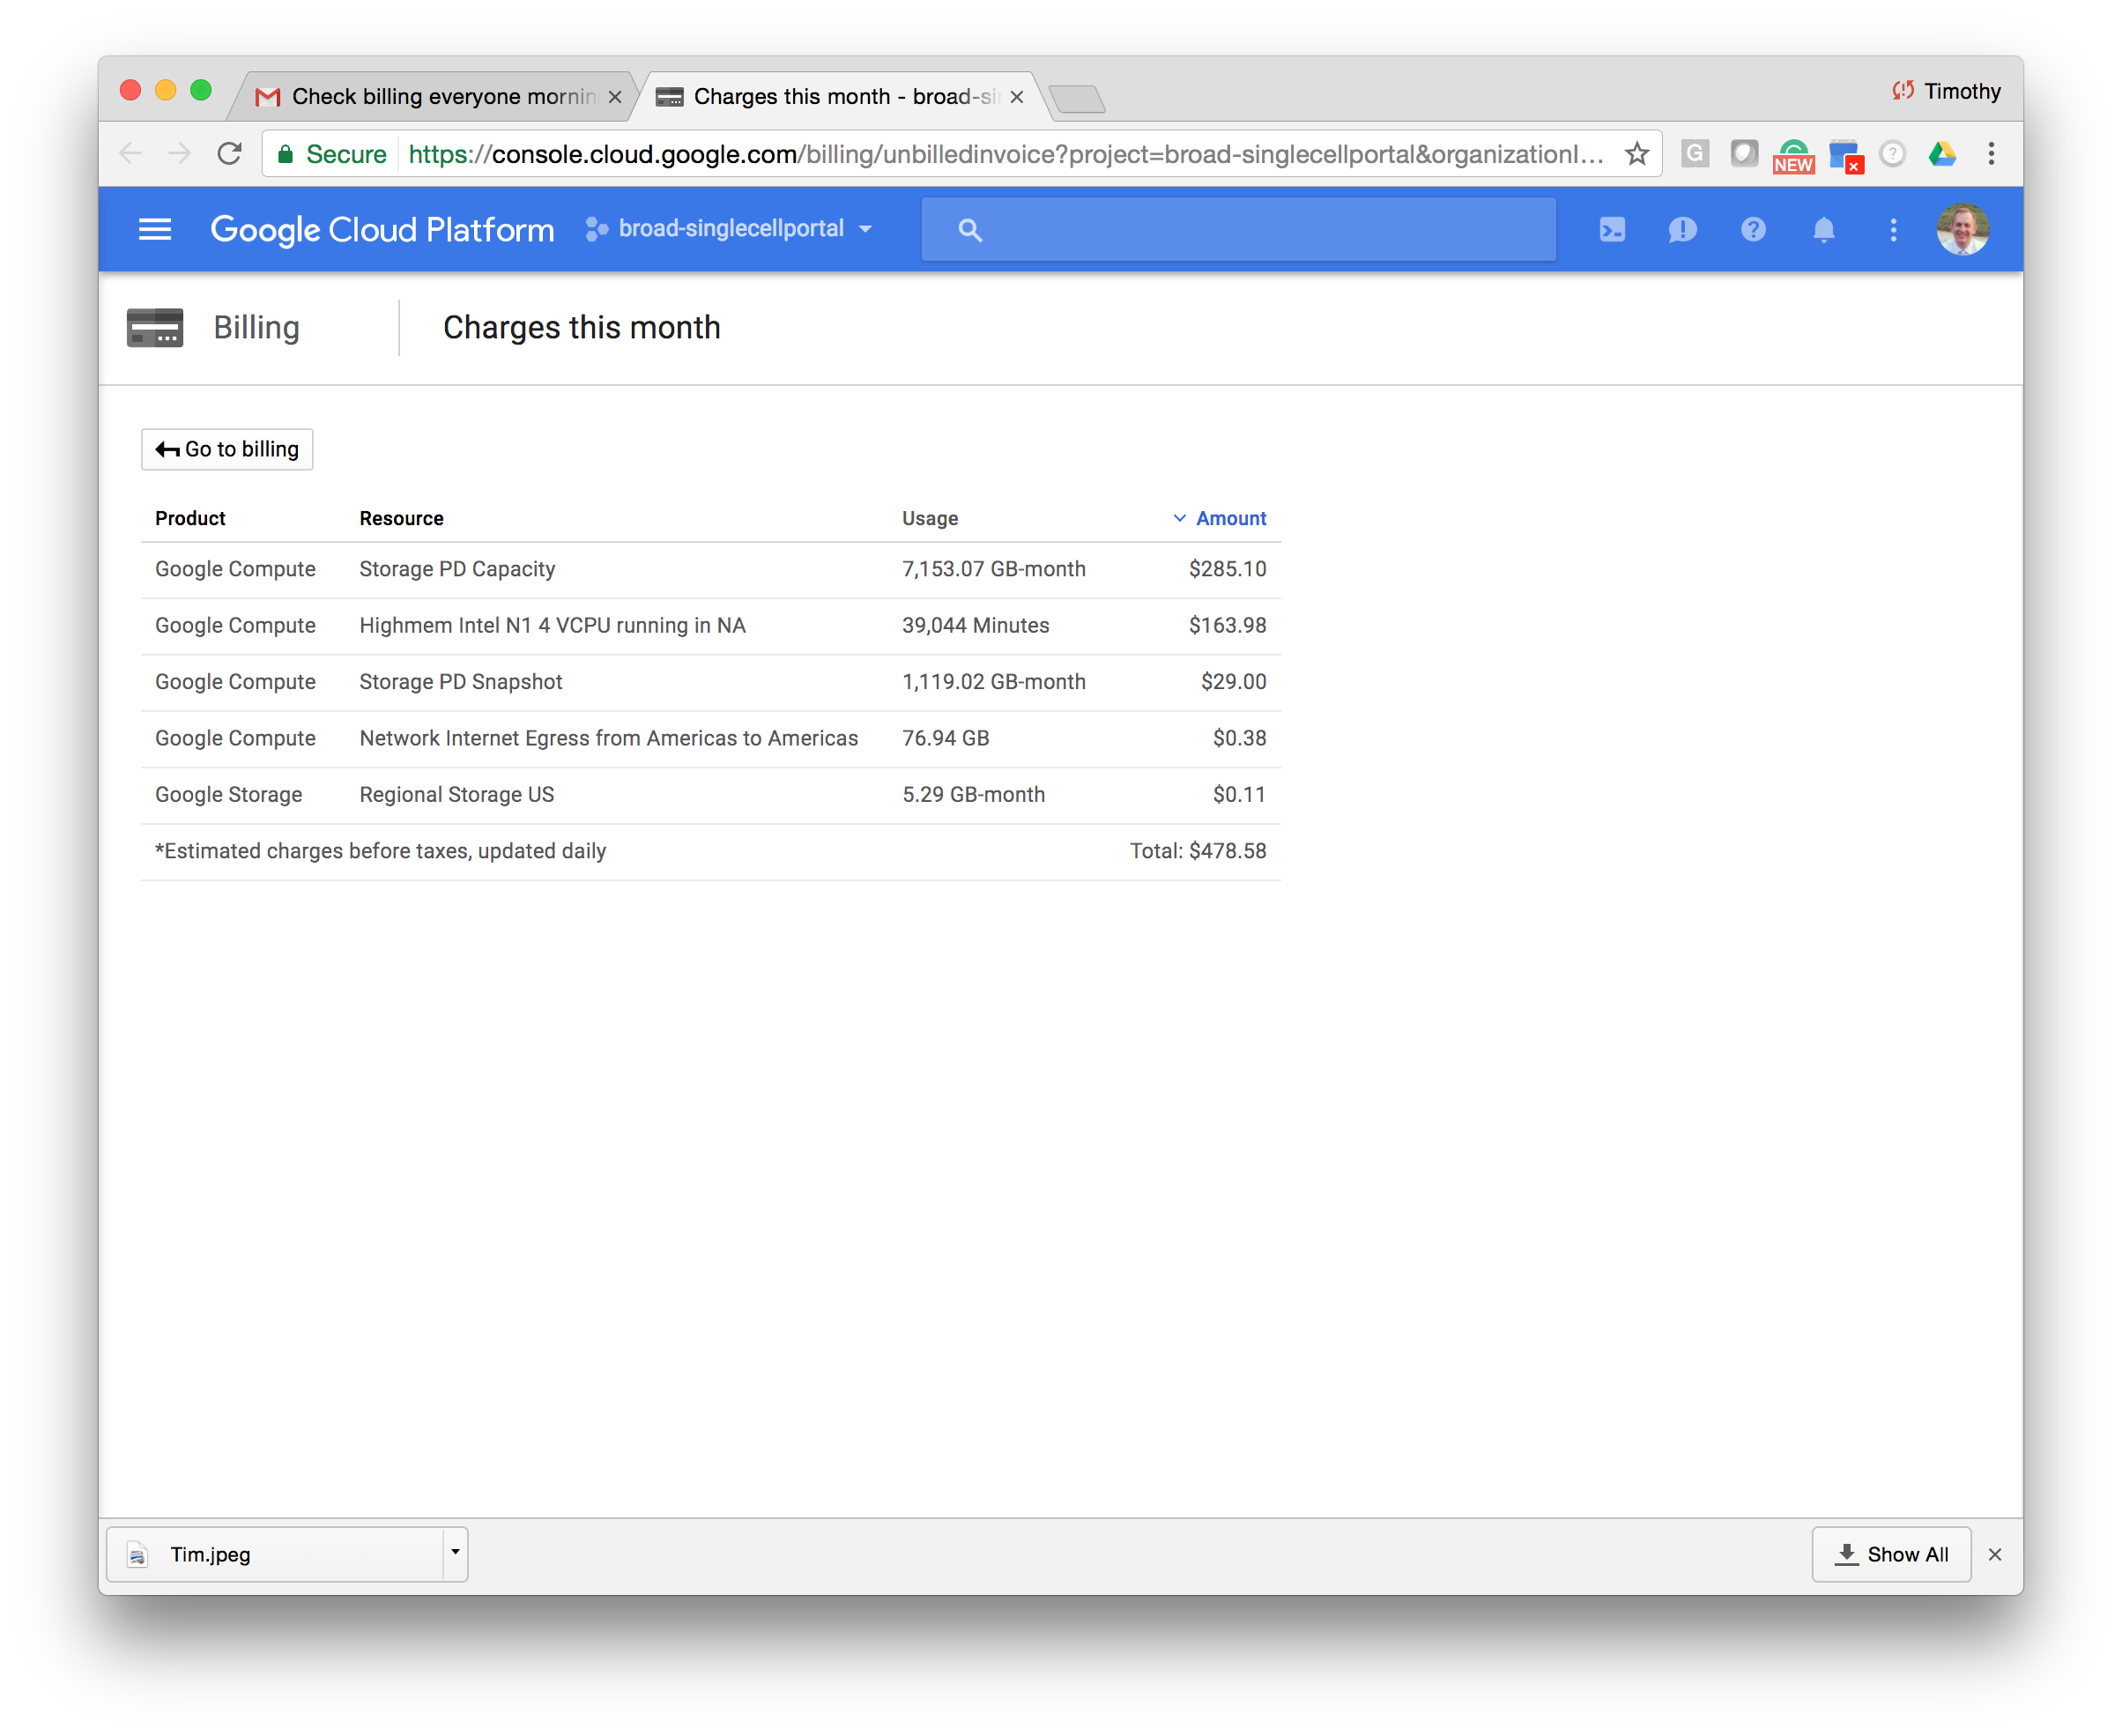 Check billing everyone mornin
Charges this month - broad-si
Timothy
Secure https://console.cloud.google.com/billing/unbilledinvoice?project=broad-singlecellportal&organizationI...
G
NEW
Google Cloud Platform broad-singlecellportal
Billing Charges this month
Go to billing
Product Resource Usage Amount
Google Compute Storage PD Capacity 7,153.07 GB-month $285.10
Google Compute Highmem Intel N1 4 VCPU running in NA 39,044 Minutes $163.98
Google Compute Storage PD Snapshot 1,119.02 GB-month $29.00
Google Compute Network Internet Egress from Americas to Americas 76.94 GB $0.38
Google Storage Regional Storage US 5.29 GB-month $0.11
*Estimated charges before taxes, updated daily Total: $478.58
Tim.jpeg Show All